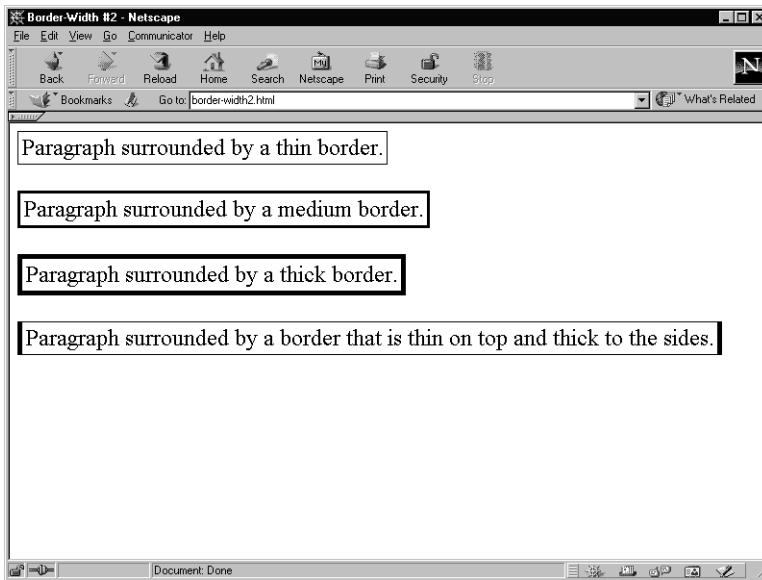 Border-Width #2 - Netscape
File Edit View Go Communicator Help
Back Forward Reload Home Search Netscape Print Security Stop
My
N
Bookmarks Go to: border-width2.html What's Related
Paragraph surrounded by a thin border.
Paragraph surrounded by a medium border.
Paragraph surrounded by a thick border.
Paragraph surrounded by a border that is thin on top and thick to the sides.
Document: Done